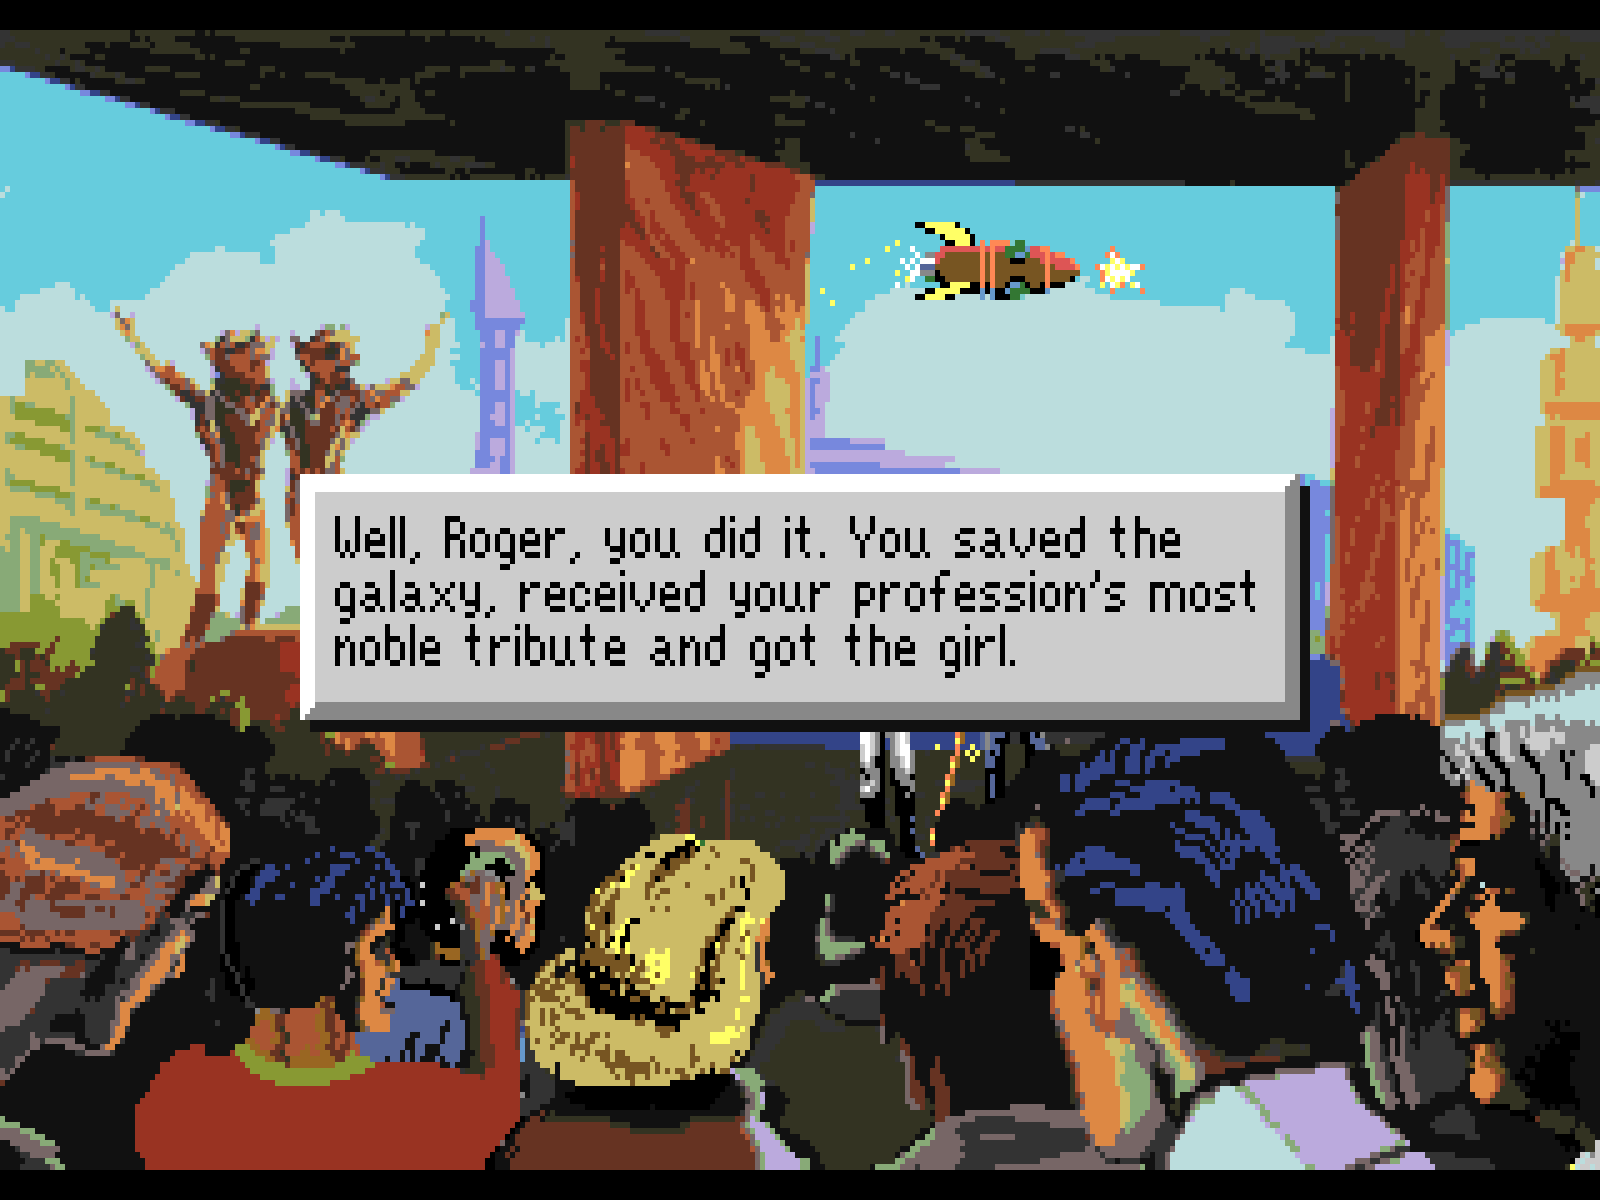 Well, Roger, you did it. You saved the
galaxy, received your profession's most
noble tribute and got the girl.